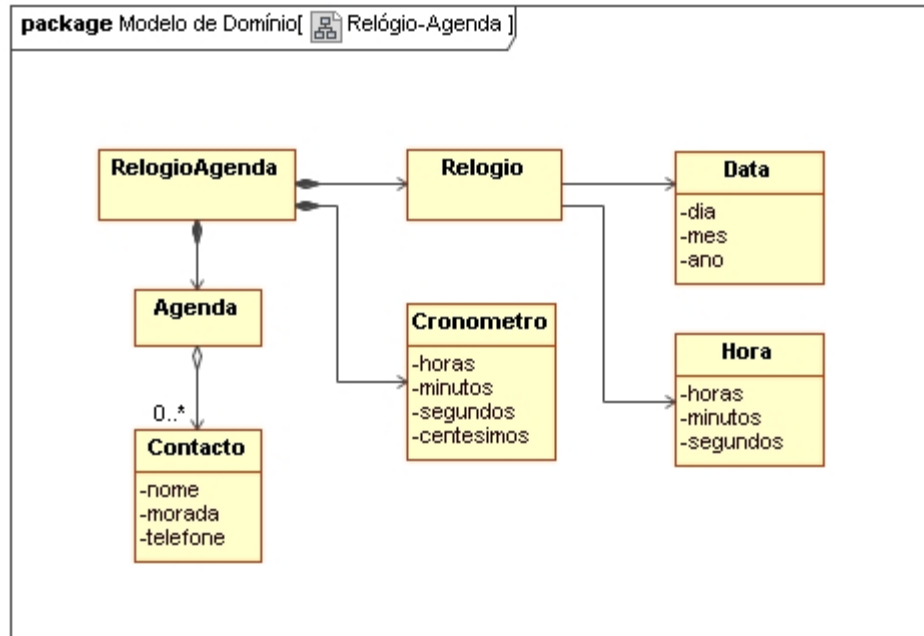 package Modelo de Domínio[ Relógio-Agenda ]
RelogioAgenda
Relogio
Data
-dia
-mes
-ano
Agenda
Cronometro
-horas
-minutos
-segundos
-centesimos
Hora
-horas
-minutos
-segundos
0..*
Contacto
-nome
-morada
-telefone